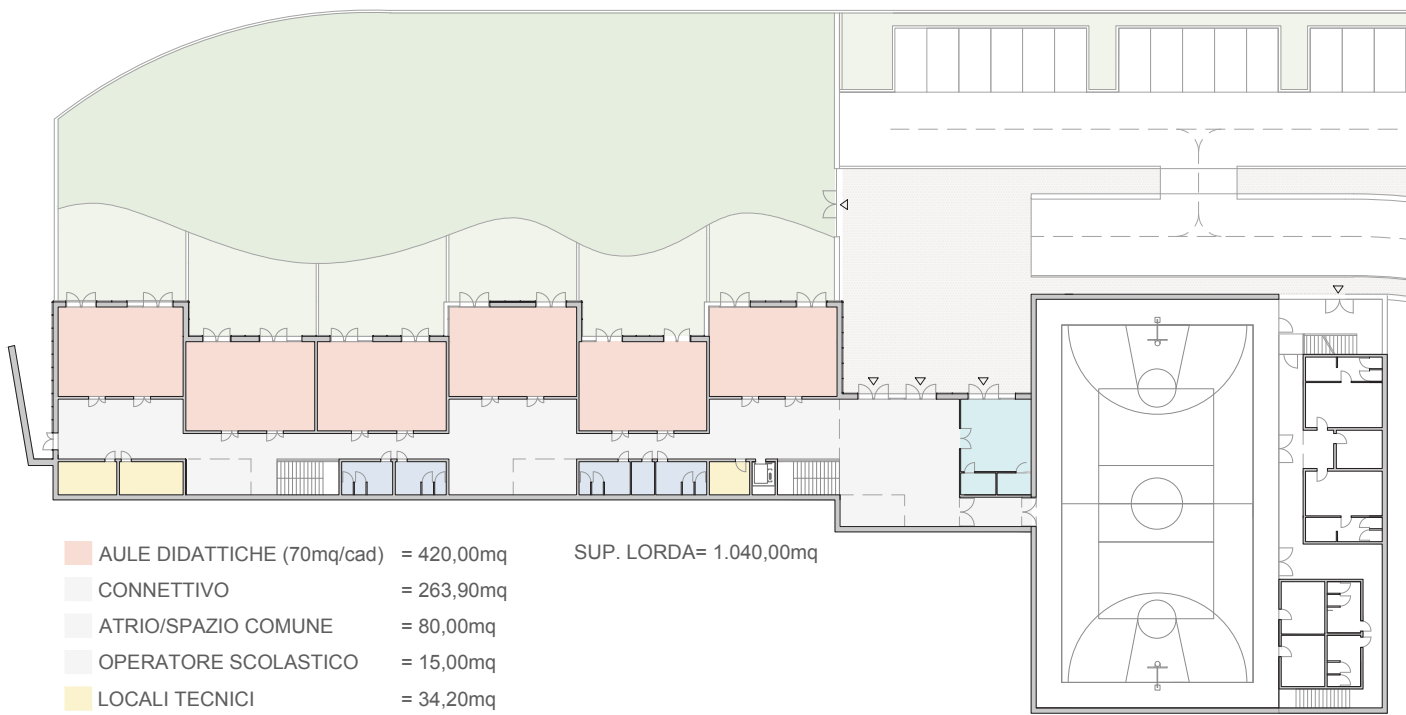 AULE DIDATTICHE (70mq/cad) = 420,00mq
SUP. LORDA= 1.040,00mq
CONNETTIVO = 263,90mq
ATRIO/SPAZIO COMUNE = 80,00mq
OPERATORE SCOLASTICO = 15,00mq
LOCALI TECNICI = 34,20mq